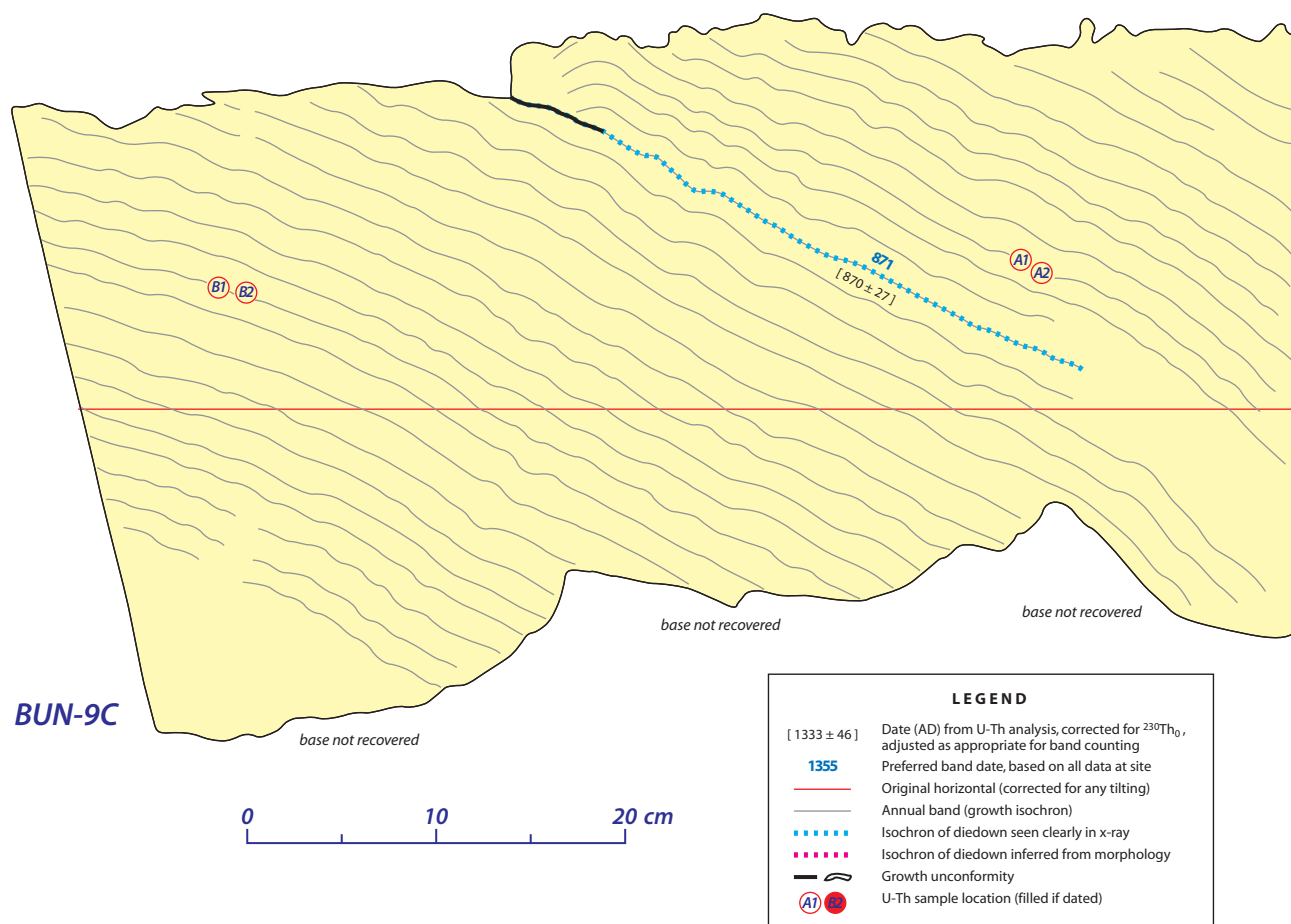 A1
A2
871
[ 870 ± 27 ]
B1
B2
base not recovered
base not recovered
BUN-9C
base not recovered
0 10 20 cm
LEGEND
[ 1333 ± 46 ] Date (AD) from U-Th analysis, corrected for ²³⁰Th₀ ,
adjusted as appropriate for band counting
1355 Preferred band date, based on all data at site
Original horizontal (corrected for any tilting)
Annual band (growth isochron)
Isochron of diedown seen clearly in x-ray
Isochron of diedown inferred from morphology
Growth unconformity
A1 B2 U-Th sample location (filled if dated)